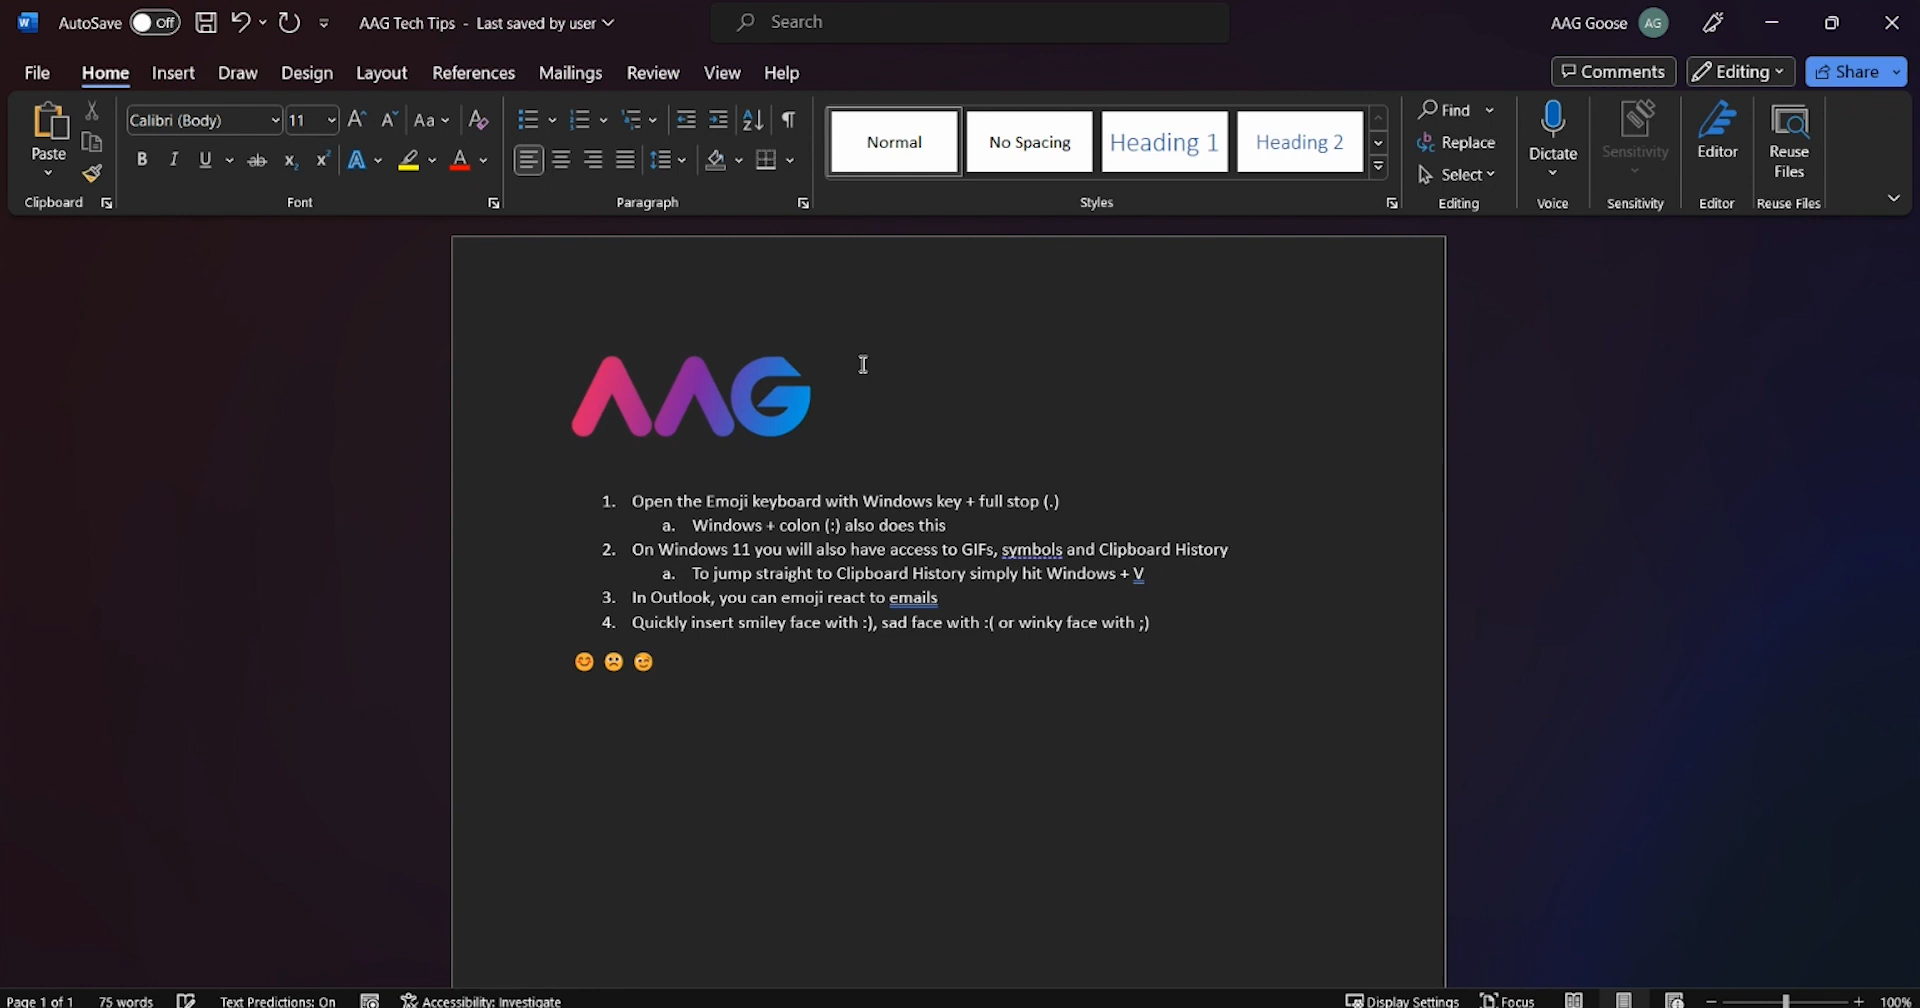 AutoSave Off AAG Tech Tips - Last saved by user Search AAG Goose AG
File Home Insert Draw Design Layout References Mailings Review View Help Comments Editing Share
Calibri (Body) 11 Aa Normal No Spacing Heading 1 Heading 2 Find
Paste Replace Dictate Sensitivity Editor Reuse Files
B I U ab x₂ x² A A Select
Clipboard Font Paragraph Styles Editing Voice Sensitivity Editor Reuse Files
AAG
1. Open the Emoji keyboard with Windows key + full stop (.)
a. Windows + colon (:) also does this
2. On Windows 11 you will also have access to GIFs, symbols and Clipboard History
a. To jump straight to Clipboard History simply hit Windows + V
3. In Outlook, you can emoji react to emails
4. Quickly insert smiley face with :), sad face with :( or winky face with ;)
😊 🙁 😉
Page 1 of 1 75 words Text Predictions: On Accessibility: Investigate Display Settings Focus 100%